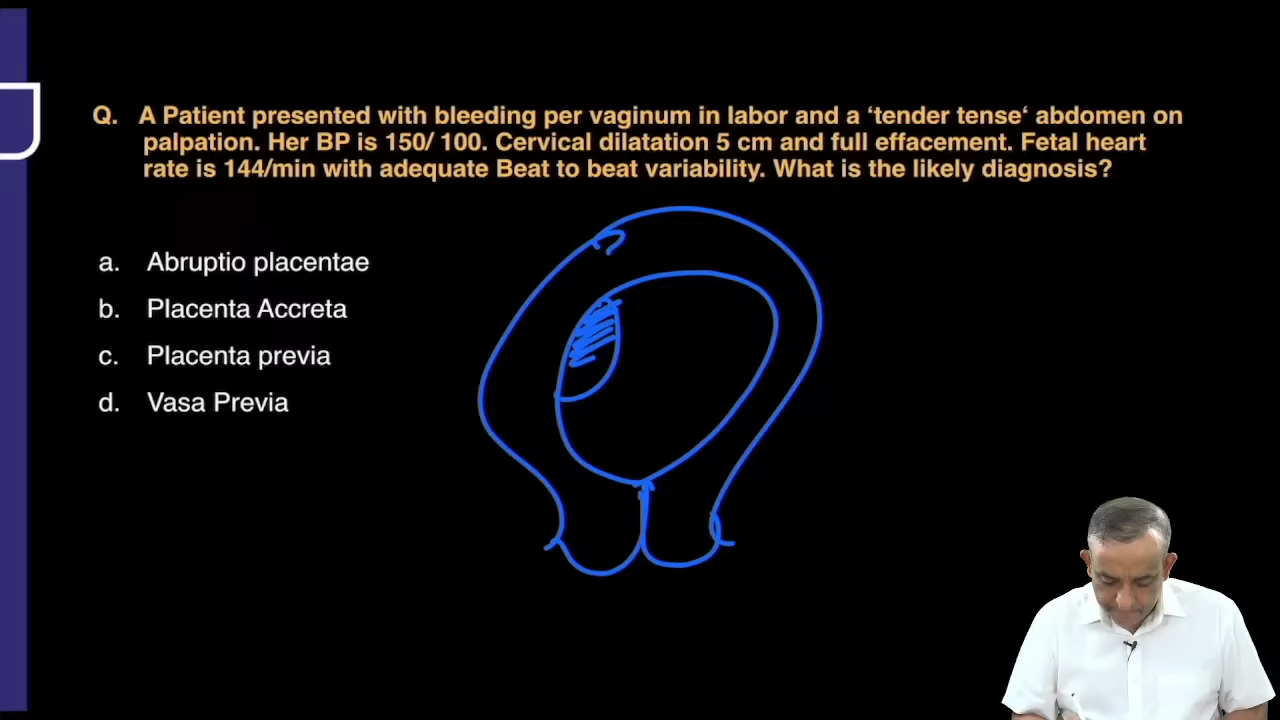 Q. A Patient presented with bleeding per vaginum in labor and a ‘tender tense‘ abdomen on
palpation. Her BP is 150/ 100. Cervical dilatation 5 cm and full effacement. Fetal heart
rate is 144/min with adequate Beat to beat variability. What is the likely diagnosis?
a. Abruptio placentae
b. Placenta Accreta
c. Placenta previa
d. Vasa Previa